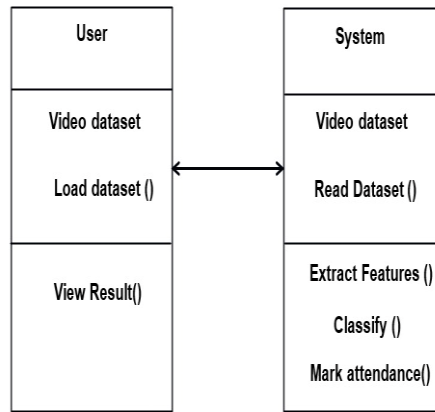 User
Video dataset
Load dataset ()
View Result()
System
Video dataset
Read Dataset ()
Extract Features ()
Classify ()
Mark attendance()